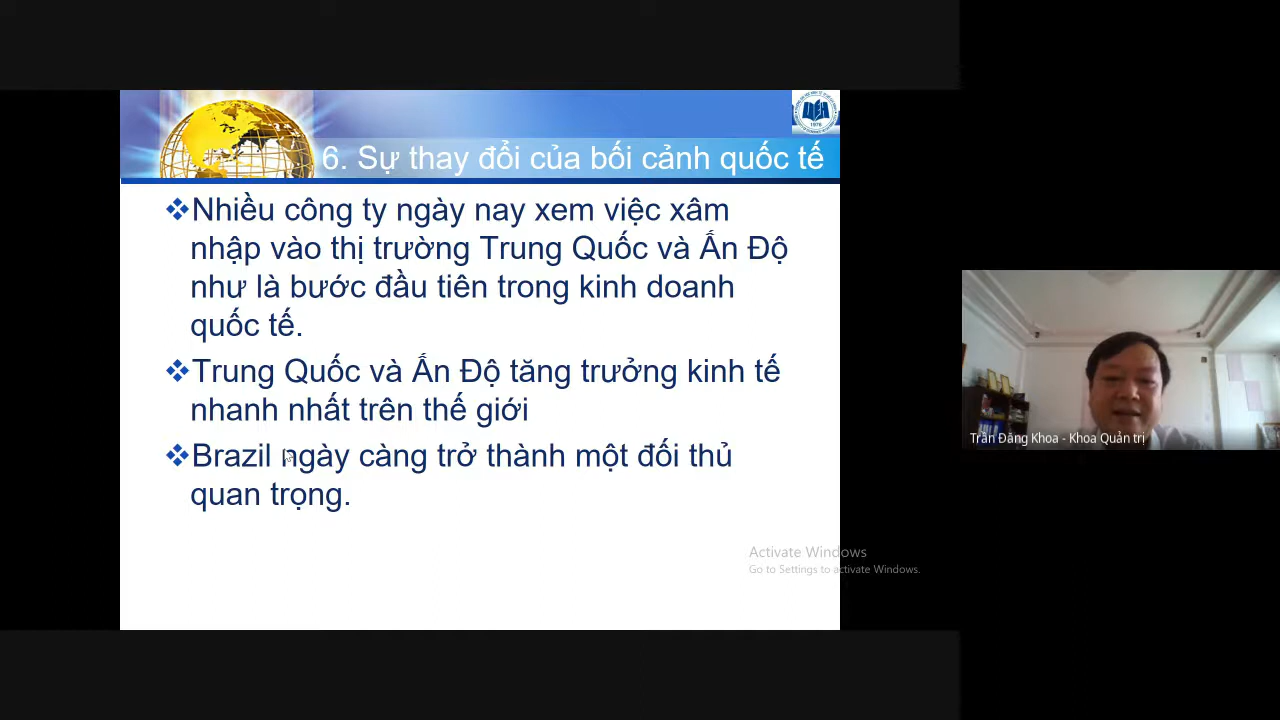 6. Sự thay đổi của bối cảnh quốc tế
❖Nhiều công ty ngày nay xem việc xâm
nhập vào thị trường Trung Quốc và Ấn Độ
như là bước đầu tiên trong kinh doanh
quốc tế.
❖Trung Quốc và Ấn Độ tăng trưởng kinh tế
nhanh nhất trên thế giới
❖Brazil ngày càng trở thành một đối thủ
quan trọng.
Activate Windows
Go to Settings to activate Windows.
Trần Đăng Khoa - Khoa Quản trị
1976